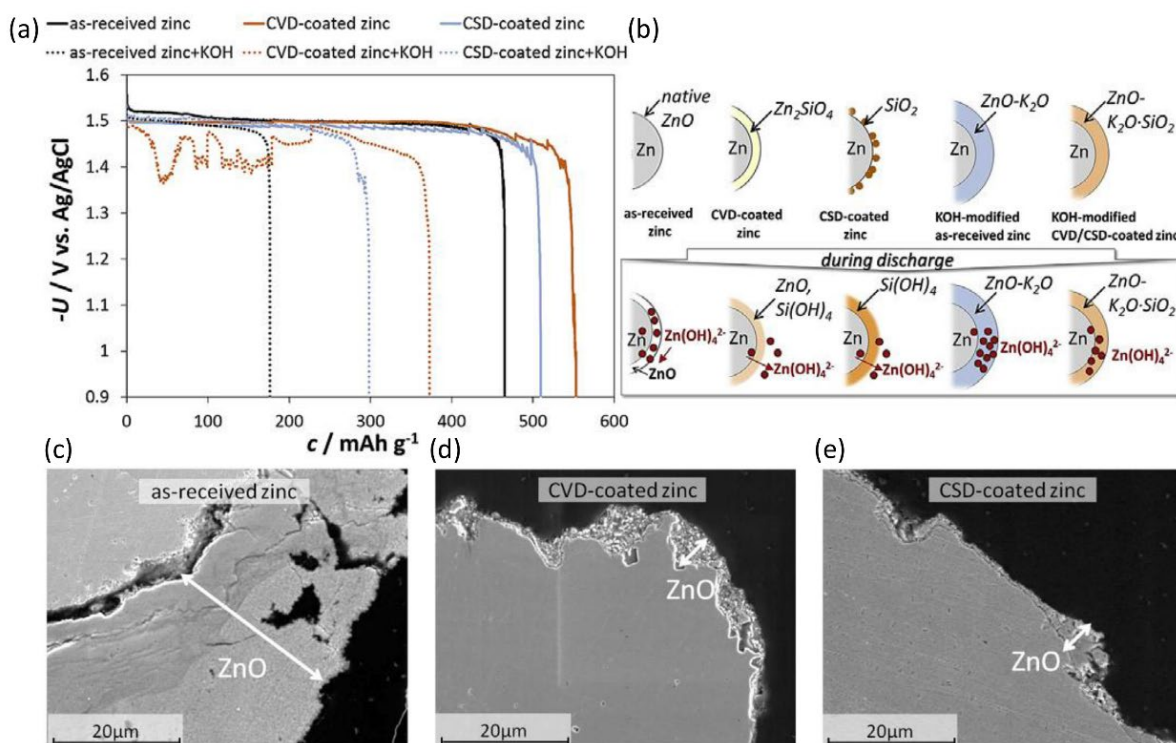 (a)
as-received zinc CVD-coated zinc CSD-coated zinc
as-received zinc+KOH CVD-coated zinc+KOH CSD-coated zinc+KOH
-U / V vs. Ag/AgCl
1.6
1.5
1.4
1.3
1.2
1.1
1
0.9
0 100 200 300 400 500 600
c / mAh g⁻¹
(b)
native
ZnO
Zn₂SiO₄
SiO₂
ZnO-K₂O
ZnO-
K₂O·SiO₂
Zn Zn Zn Zn Zn
as-received
zinc
CVD-coated
zinc
CSD-coated
zinc
KOH-modified
as-received zinc
KOH-modified
CVD/CSD-coated zinc
during discharge
ZnO,
Si(OH)₄
Si(OH)₄
ZnO-K₂O
ZnO-
K₂O·SiO₂
Zn Zn Zn Zn Zn
Zn(OH)₄²⁻
ZnO
Zn(OH)₄²⁻
Zn(OH)₄²⁻
Zn(OH)₄²⁻
Zn(OH)₄²⁻
(c)
as-received zinc
ZnO
20µm
(d)
CVD-coated zinc
ZnO
20µm
(e)
CSD-coated zinc
ZnO
20µm